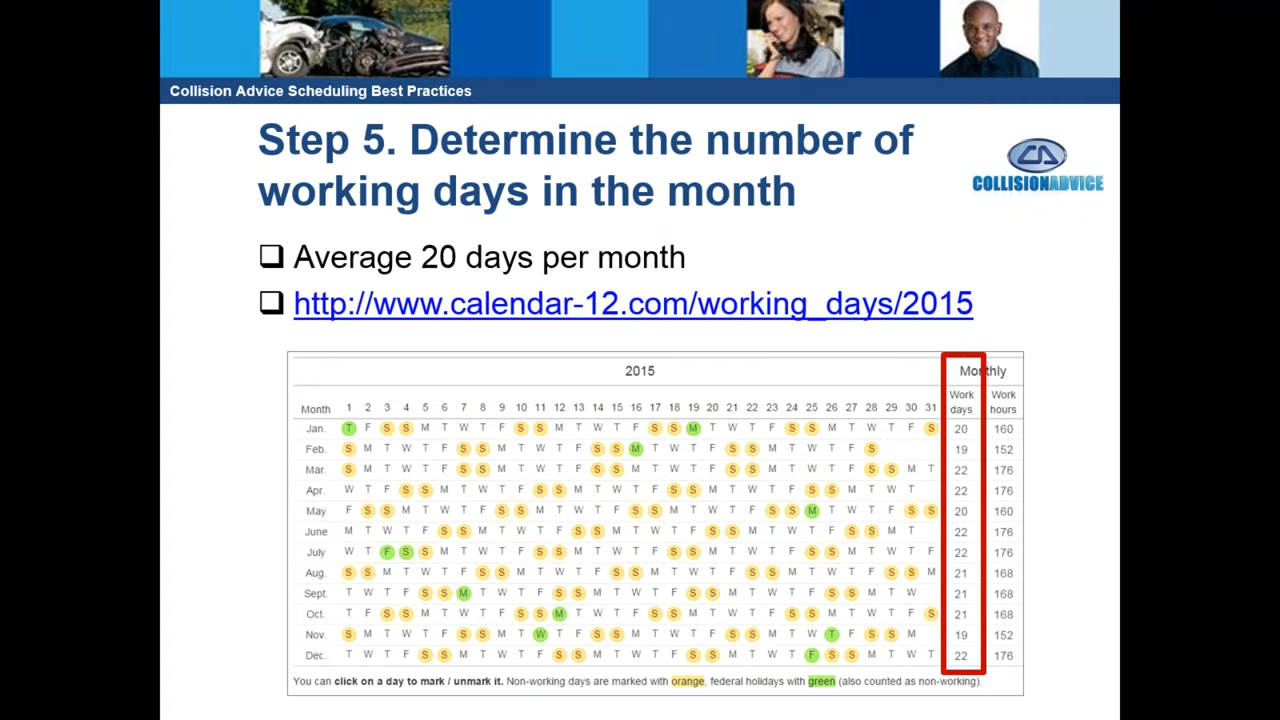 Collision Advice Scheduling Best Practices
Step 5. Determine the number of
working days in the month
CA
COLLISIONADVICE
Average 20 days per month
http://www.calendar-12.com/working_days/2015
2015 Monthly
Month 1 2 3 4 5 6 7 8 9 10 11 12 13 14 15 16 17 18 19 20 21 22 23 24 25 26 27 28 29 30 31 Work days Work hours
Jan. T F S S M T W T F S S M T W T F S S M T W T F S S M T W T F S 20 160
Feb. S M T W T F S S M T W T F S S M T W T F S S M T W T F S 19 152
Mar. S M T W T F S S M T W T F S S M T W T F S S M T W T F S S M T 22 176
Apr. W T F S S M T W T F S S M T W T F S S M T W T F S S M T W T 22 176
May F S S M T W T F S S M T W T F S S M T W T F S S M T W T F S S 20 160
June M T W T F S S M T W T F S S M T W T F S S M T W T F S S M T 22 176
July W T F S S M T W T F S S M T W T F S S M T W T F S S M T W T F 22 176
Aug. S S M T W T F S S M T W T F S S M T W T F S S M T W T F S S M 21 168
Sept. T W T F S S M T W T F S S M T W T F S S M T W T F S S M T W 21 168
Oct. T F S S M T W T F S S M T W T F S S M T W T F S S M T W T F S 21 168
Nov. S M T W T F S S M T W T F S S M T W T F S S M T W T F S S M 19 152
Dec. T W T F S S M T W T F S S M T W T F S S M T W T F S S M T W T 22 176
You can click on a day to mark / unmark it. Non-working days are marked with orange, federal holidays with green (also counted as non-working).